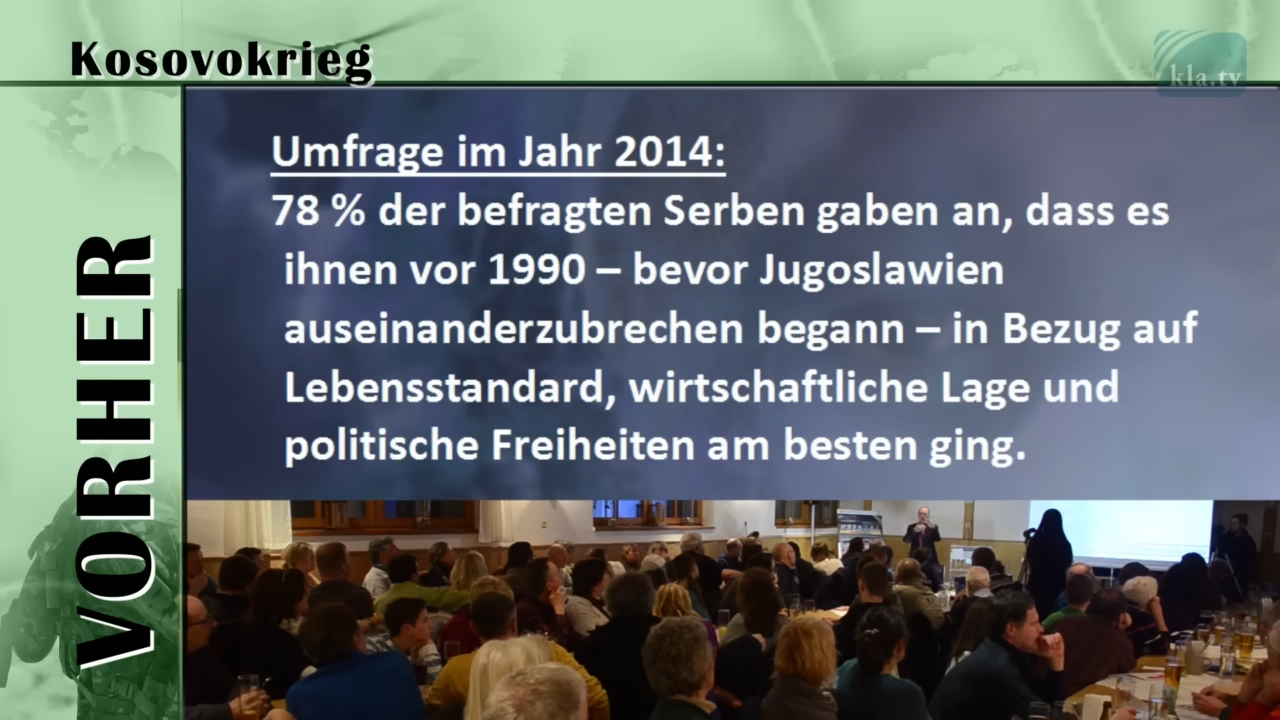 Kosovokrieg
kla.tv
VORHER
Umfrage im Jahr 2014:
78 % der befragten Serben gaben an, dass es
ihnen vor 1990 – bevor Jugoslawien
auseinanderzubrechen begann – in Bezug auf
Lebensstandard, wirtschaftliche Lage und
politische Freiheiten am besten ging.